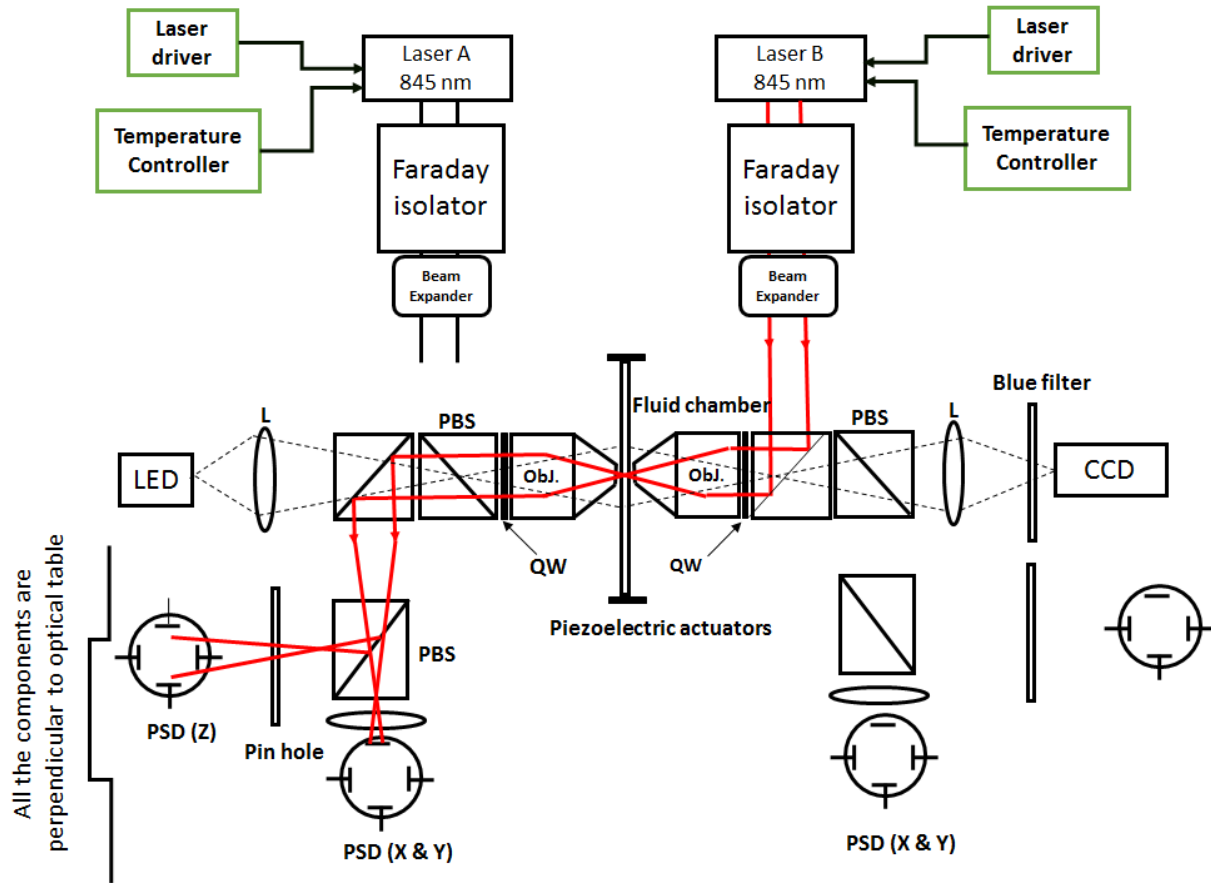 Laser
driver
Laser A
845 nm
Laser B
845 nm
Laser
driver
Temperature
Controller
Faraday
isolator
Faraday
isolator
Temperature
Controller
Beam
Expander
Beam
Expander
Blue filter
L
PBS
Fluid chamber
PBS
L
LED
ObJ.
ObJ.
CCD
QW
QW
Piezoelectric actuators
PBS
PSD (Z)
Pin hole
PSD (X & Y)
PSD (X & Y)
All the components are
perpendicular to optical table